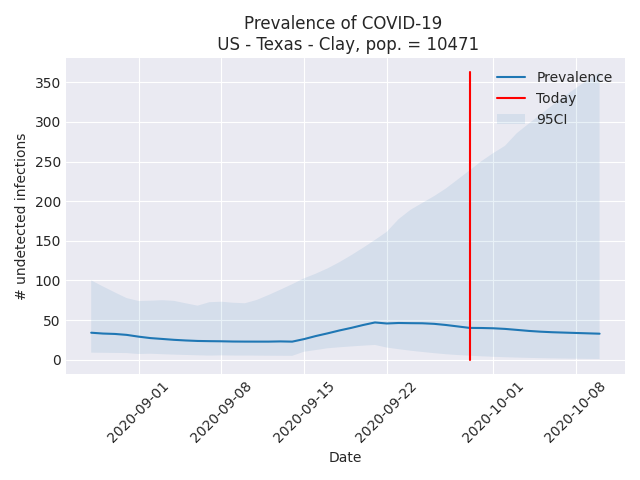 Prevalence of COVID-19
US - Texas - Clay, pop. = 10471
# undetected infections
350
300
250
200
150
100
50
0
Prevalence
Today
95CI
2020-09-01
2020-09-08
2020-09-15
2020-09-22
2020-10-01
2020-10-08
Date